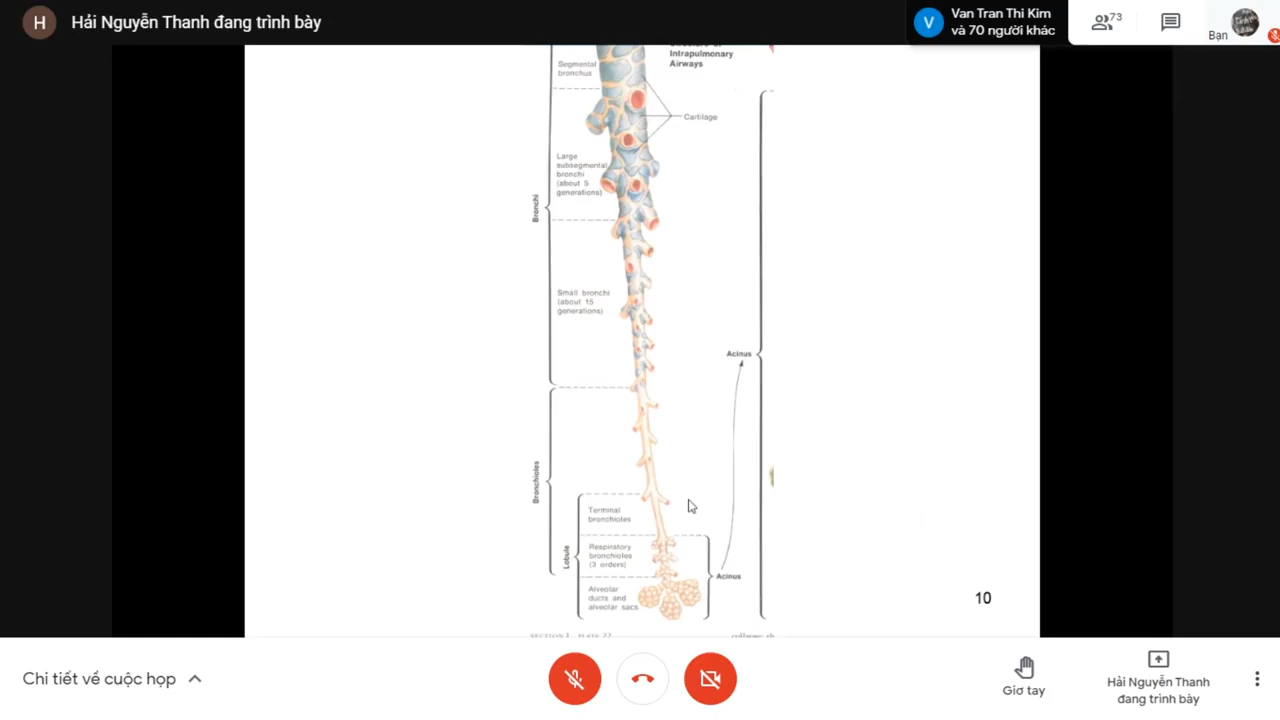 H
Hải Nguyễn Thanh đang trình bày
V
Van Tran Thi Kim
và 70 người khác
73
Bạn
Intrapulmonary
Airways
Segmental
bronchus
Cartilage
Large
subsegmental
bronchi
(about 5
generations)
Bronchi
Small bronchi
(about 15
generations)
Acinus
Bronchioles
Terminal
bronchioles
Lobule
Respiratory
bronchioles
(3 orders)
Acinus
Alveolar
ducts and
alveolar sacs
10
Chi tiết về cuộc họp
Giơ tay
Hải Nguyễn Thanh
đang trình bày